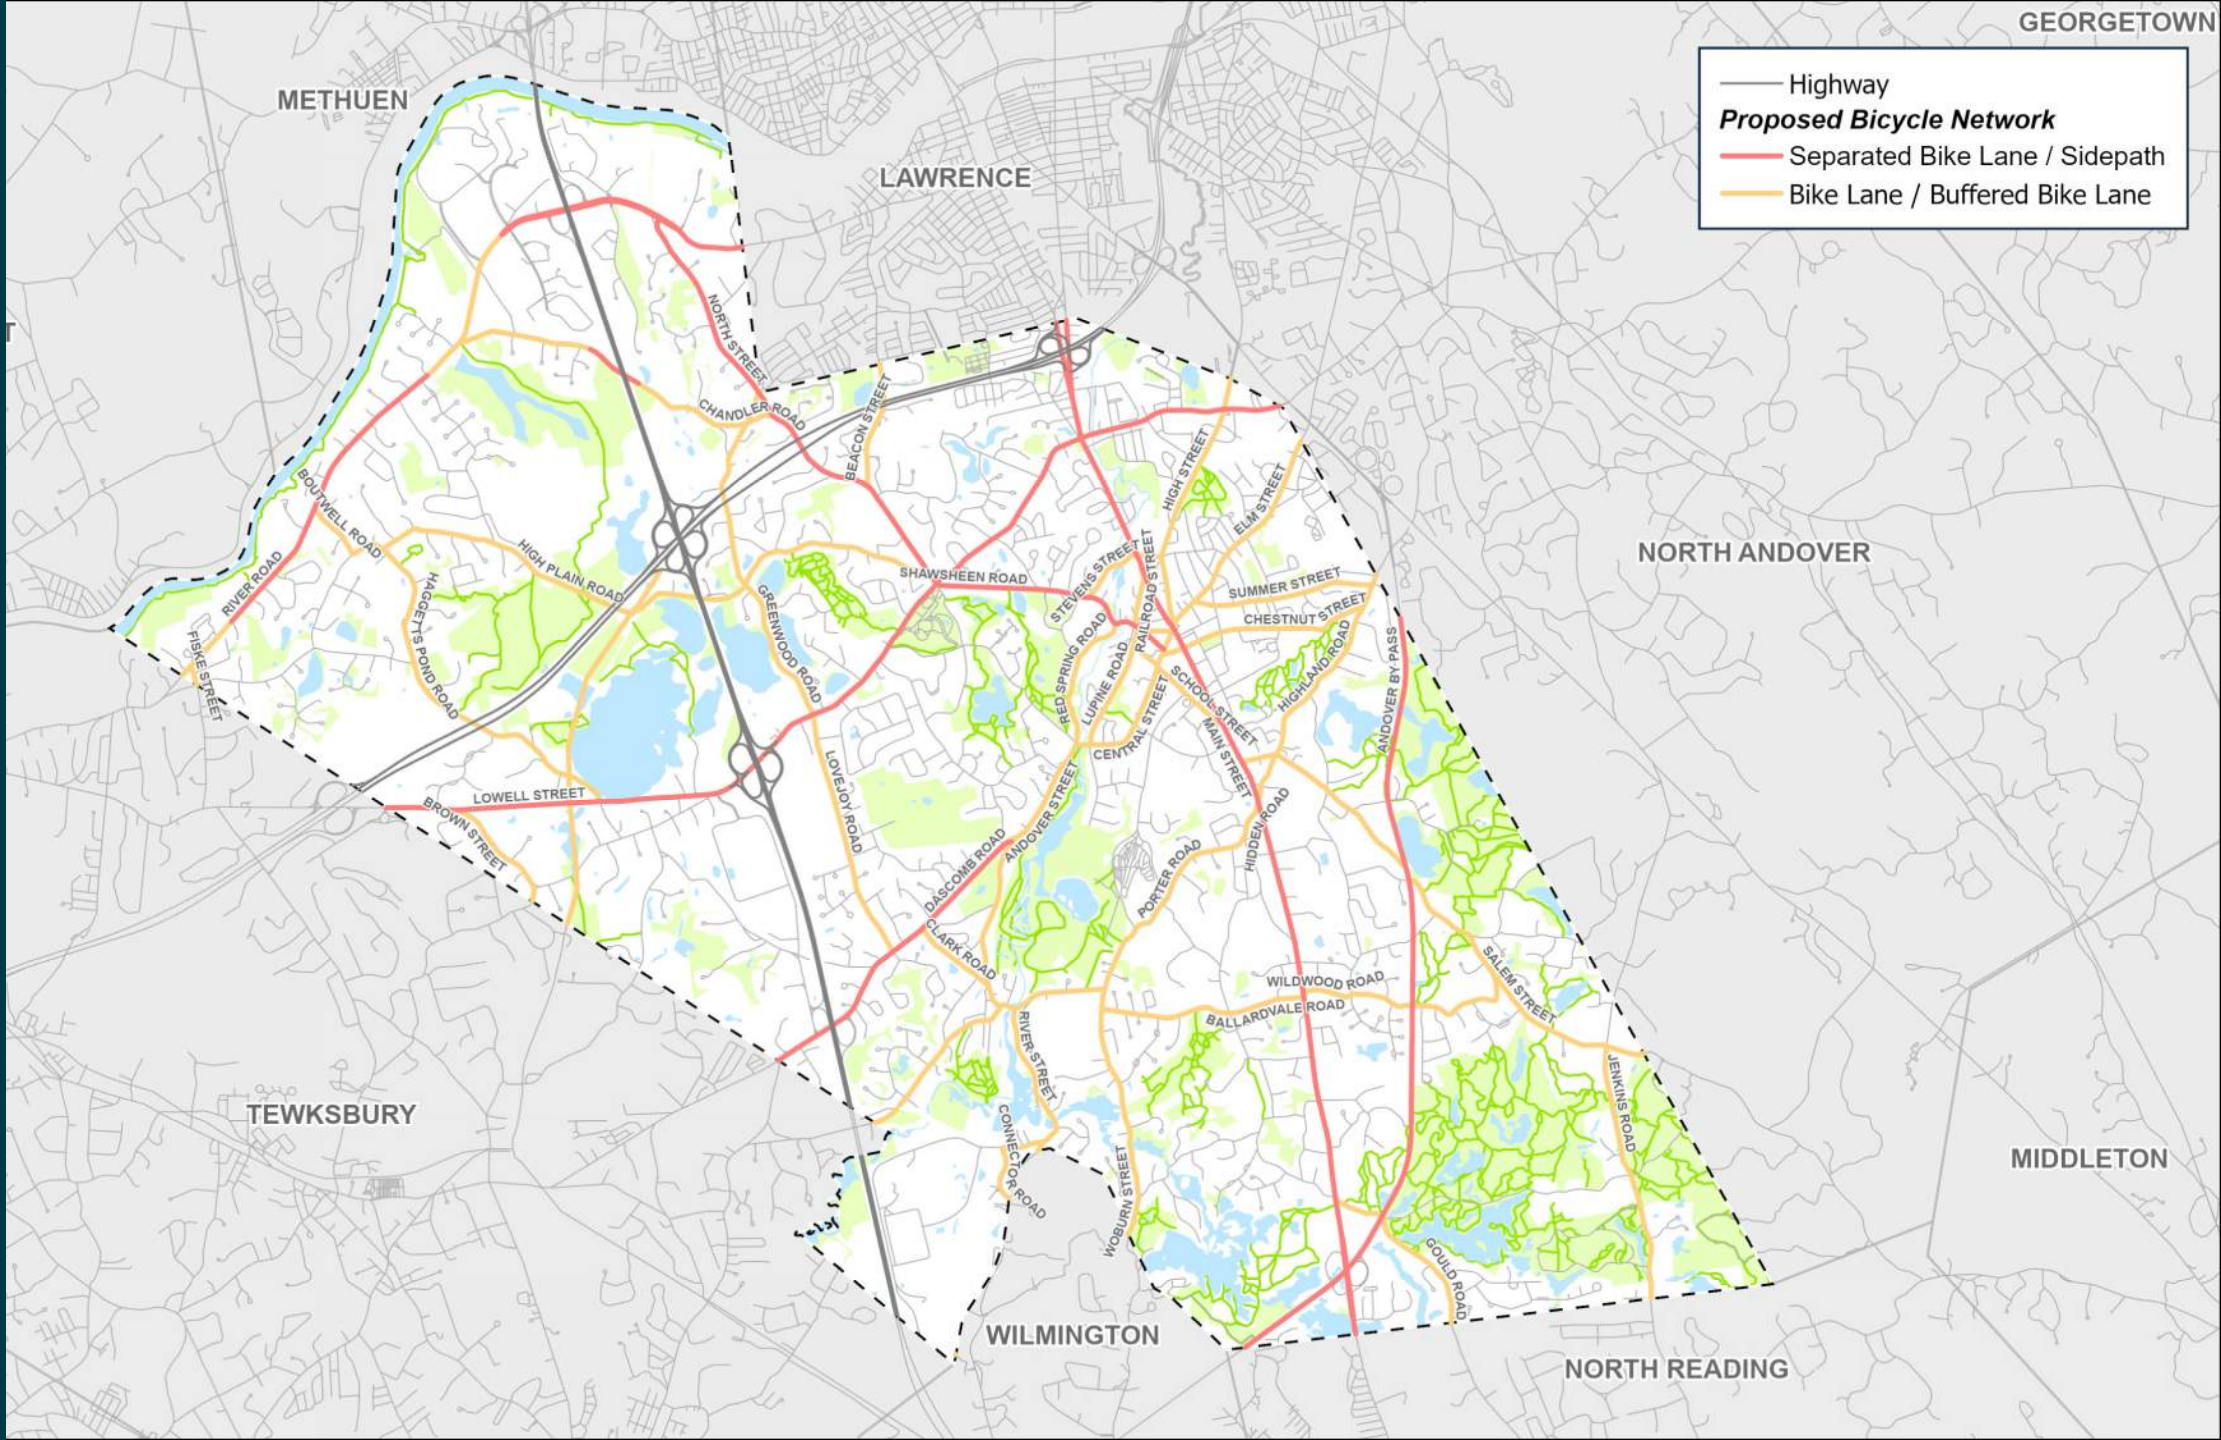 GEORGETOWN
Highway
Proposed Bicycle Network
Separated Bike Lane / Sidepath
Bike Lane / Buffered Bike Lane
METHUEN
LAWRENCE
T
NORTH STREET
CHANDLER ROAD
BEACON STREET
HIGH STREET
ELM STREET
BOUTWELL ROAD
RIVER ROAD
HIGH PLAIN ROAD
HAGGETTS POND ROAD
FISKE STREET
GREENWOOD ROAD
SHAWSHEEN ROAD
STEVENS STREET
RAILROAD STREET
SUMMER STREET
CHESTNUT STREET
NORTH ANDOVER
RED SPRING ROAD
LUPINE ROAD
CENTRAL STREET
SCHOOL STREET
HIGHLAND ROAD
MAIN STREET
ANDOVER BY PASS
LOVEJOY ROAD
LOWELL STREET
BROWN STREET
ANDOVER STREET
DASCOMB ROAD
HIDDEN ROAD
PORTER ROAD
CLARK ROAD
WILDWOOD ROAD
BALLARDVALE ROAD
SALEM STREET
RIVER STREET
JENKINS ROAD
TEWKSBURY
CONNECTOR ROAD
WOBURN STREET
MIDDLETON
GOULD ROAD
WILMINGTON
NORTH READING